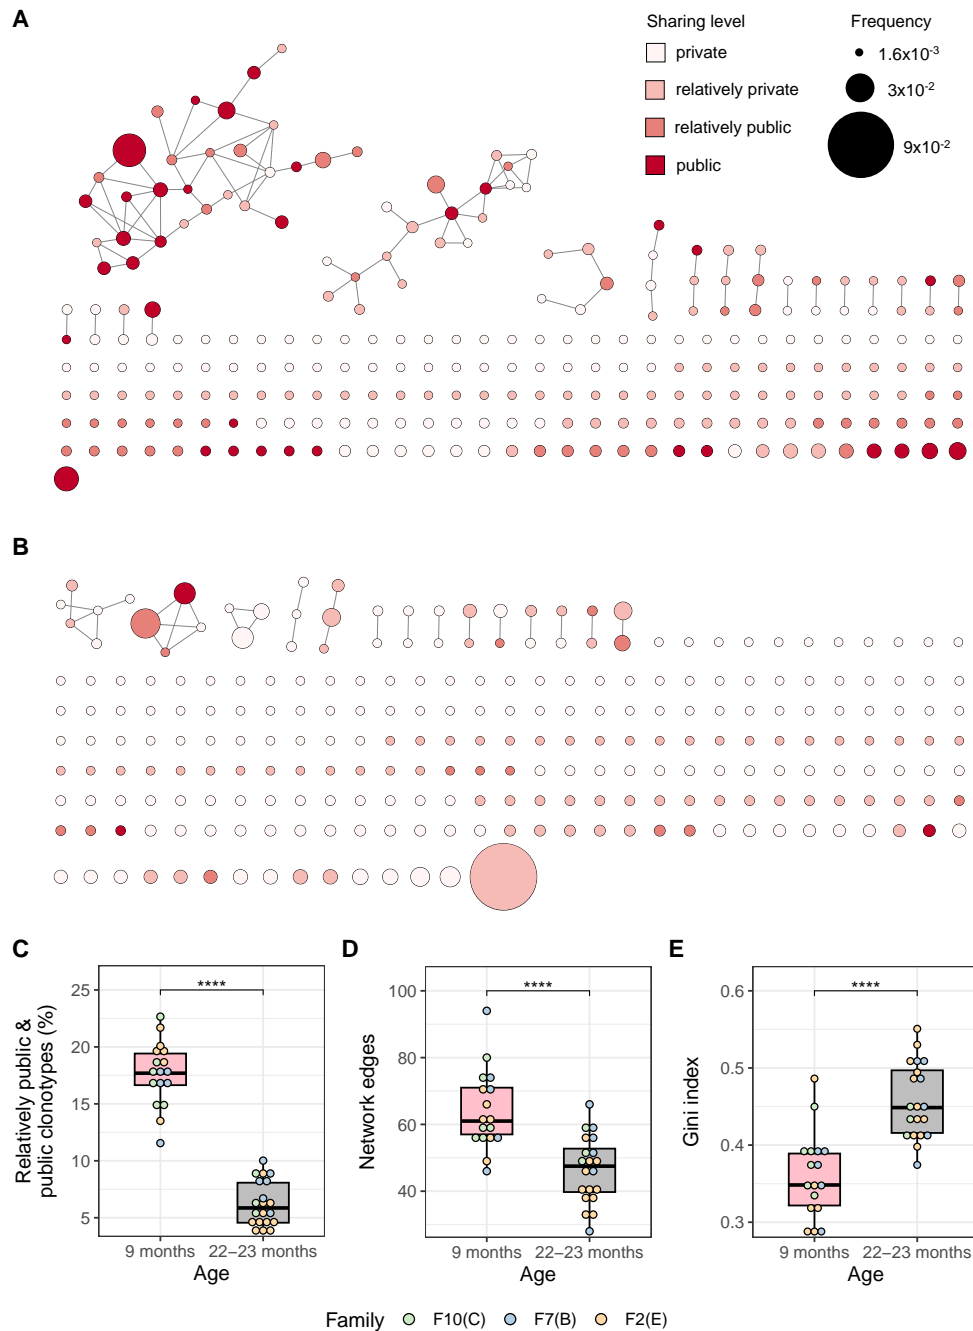 A
Sharing level
private
relatively private
relatively public
public
Frequency
1.6x10⁻³
3x10⁻²
9x10⁻²
B
C
Relatively public &
public clonotypes (%)
25
20
15
10
5
****
9 months
22−23 months
Age
D
Network edges
100
80
60
40
****
9 months
22−23 months
Age
E
Gini index
0.6
0.5
0.4
0.3
****
9 months
22−23 months
Age
Family
F10(C)
F7(B)
F2(E)